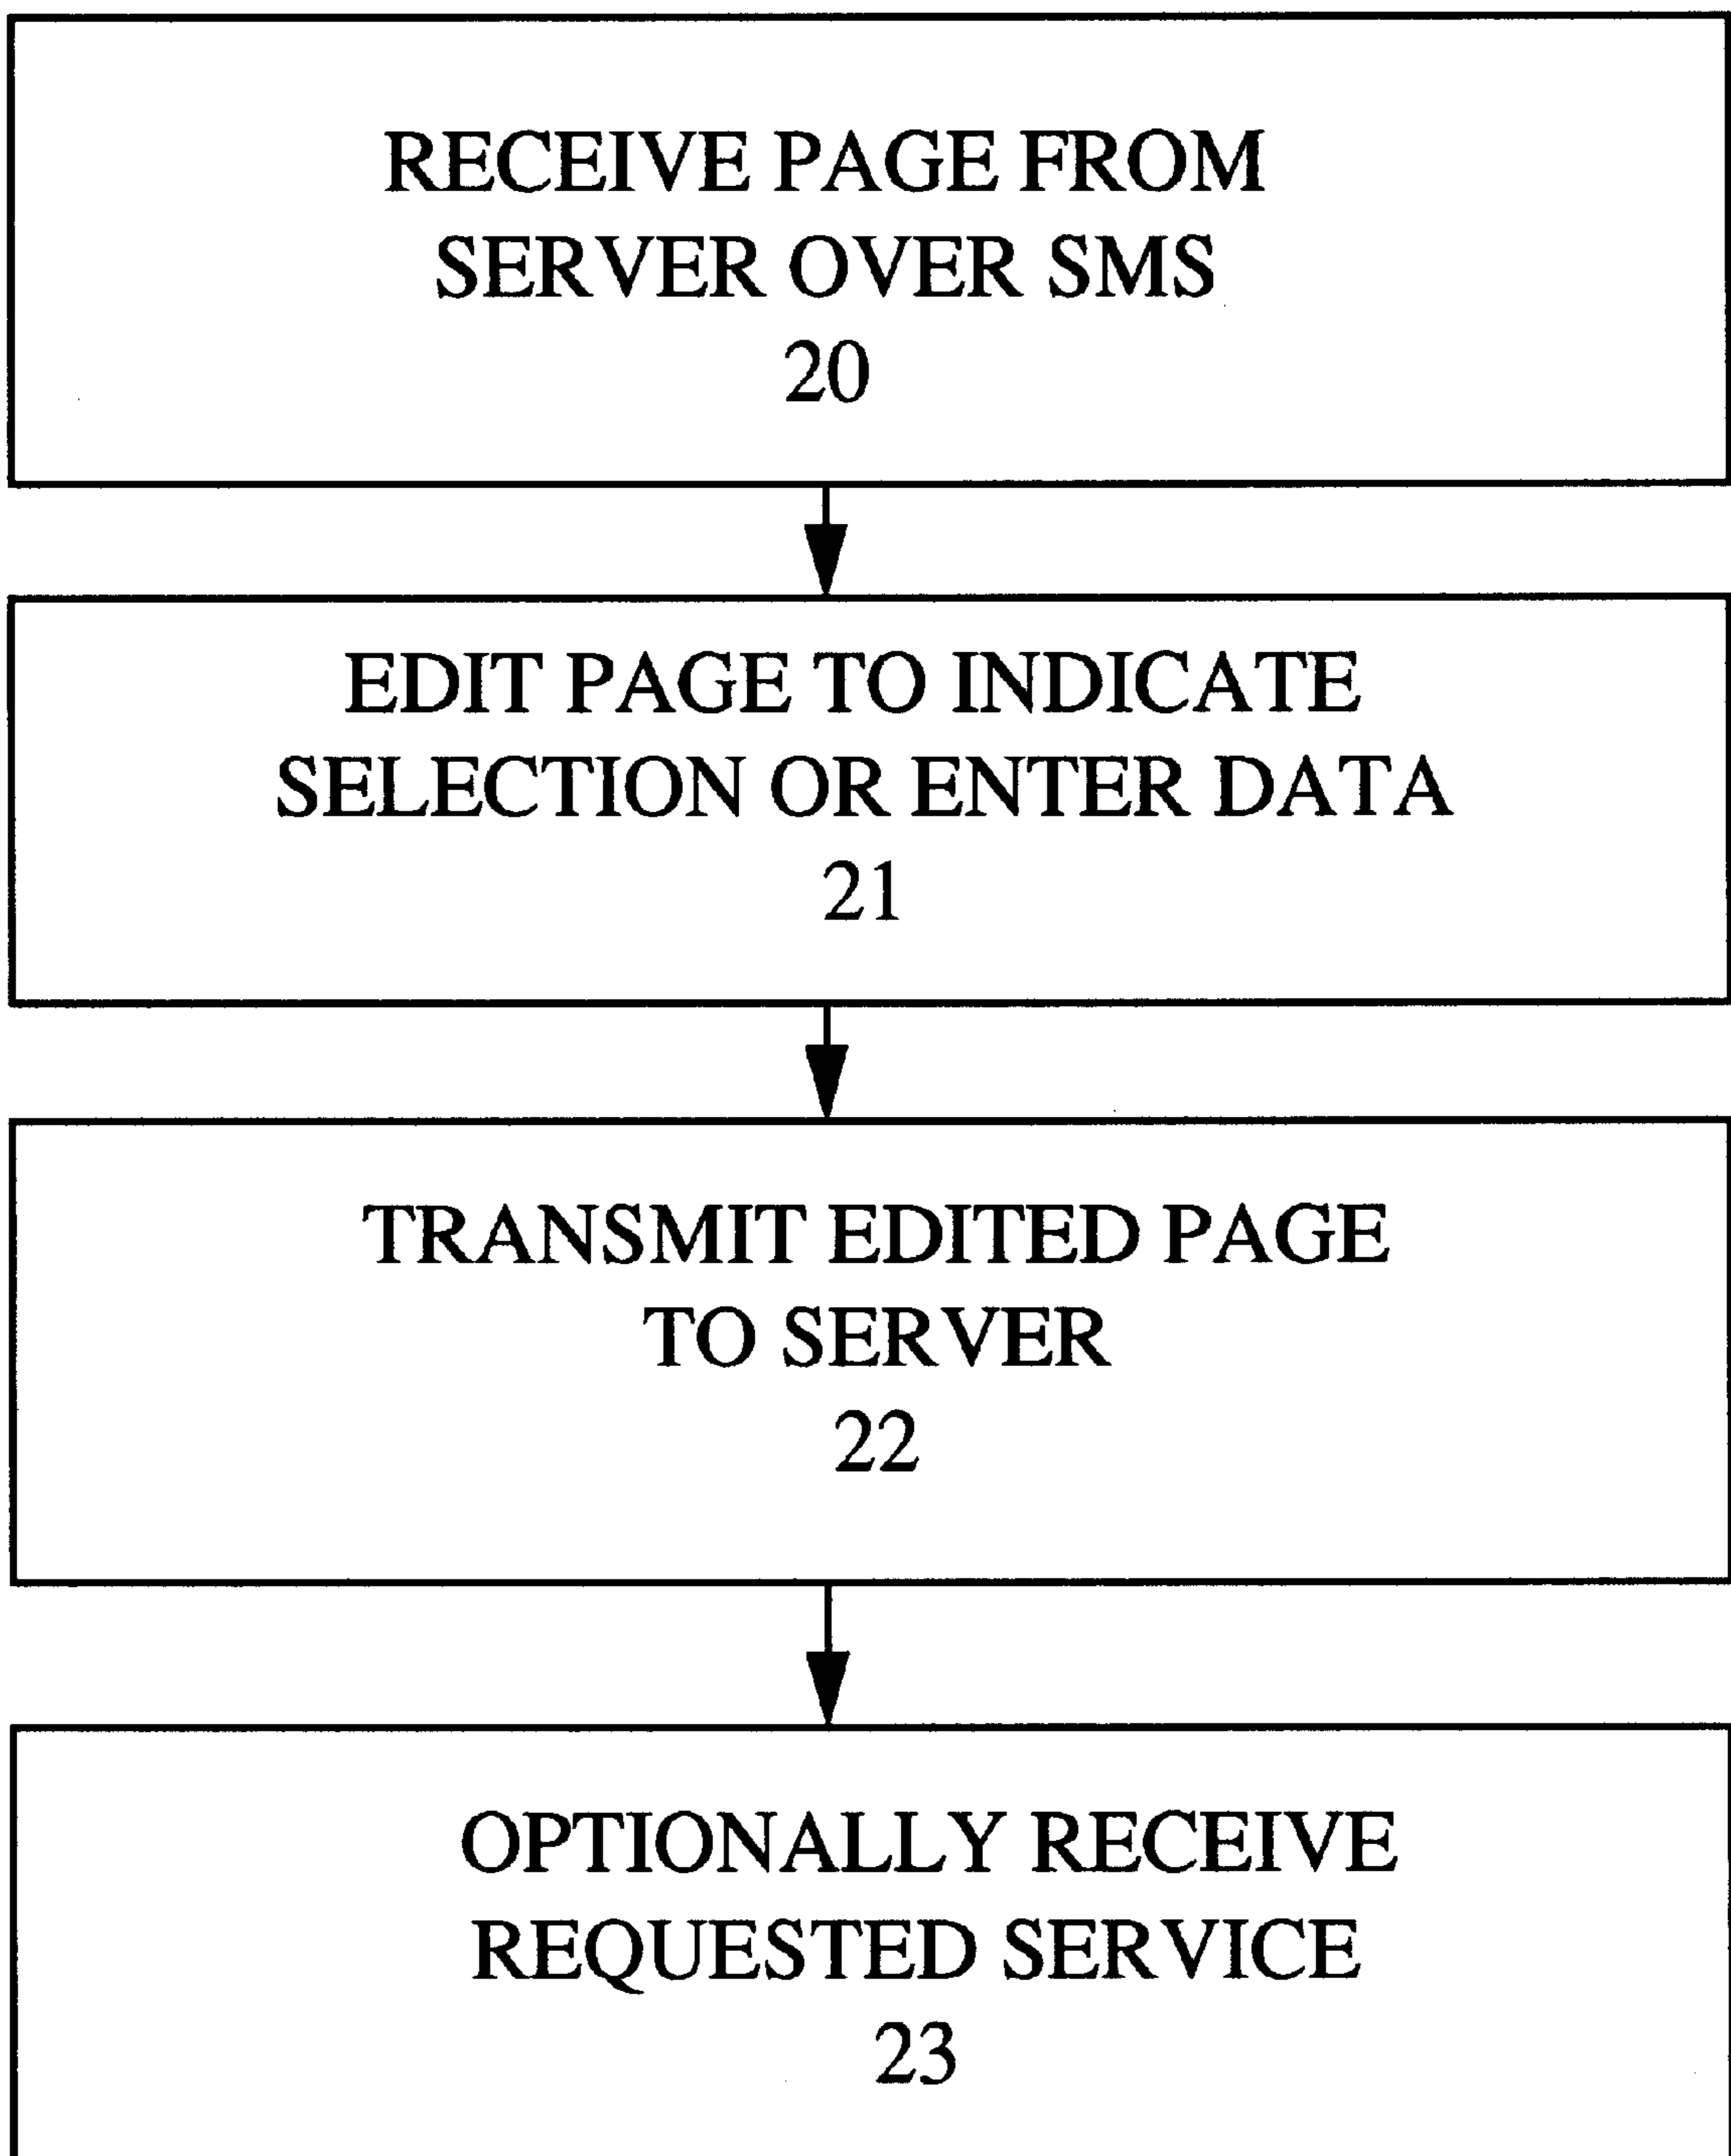 RECEIVE PAGE FROM
SERVER OVER SMS
20
EDIT PAGE TO INDICATE
SELECTION OR ENTER DATA
21
TRANSMIT EDITED PAGE
TO SERVER
22
OPTIONALLY RECEIVE
REQUESTED SERVICE
23